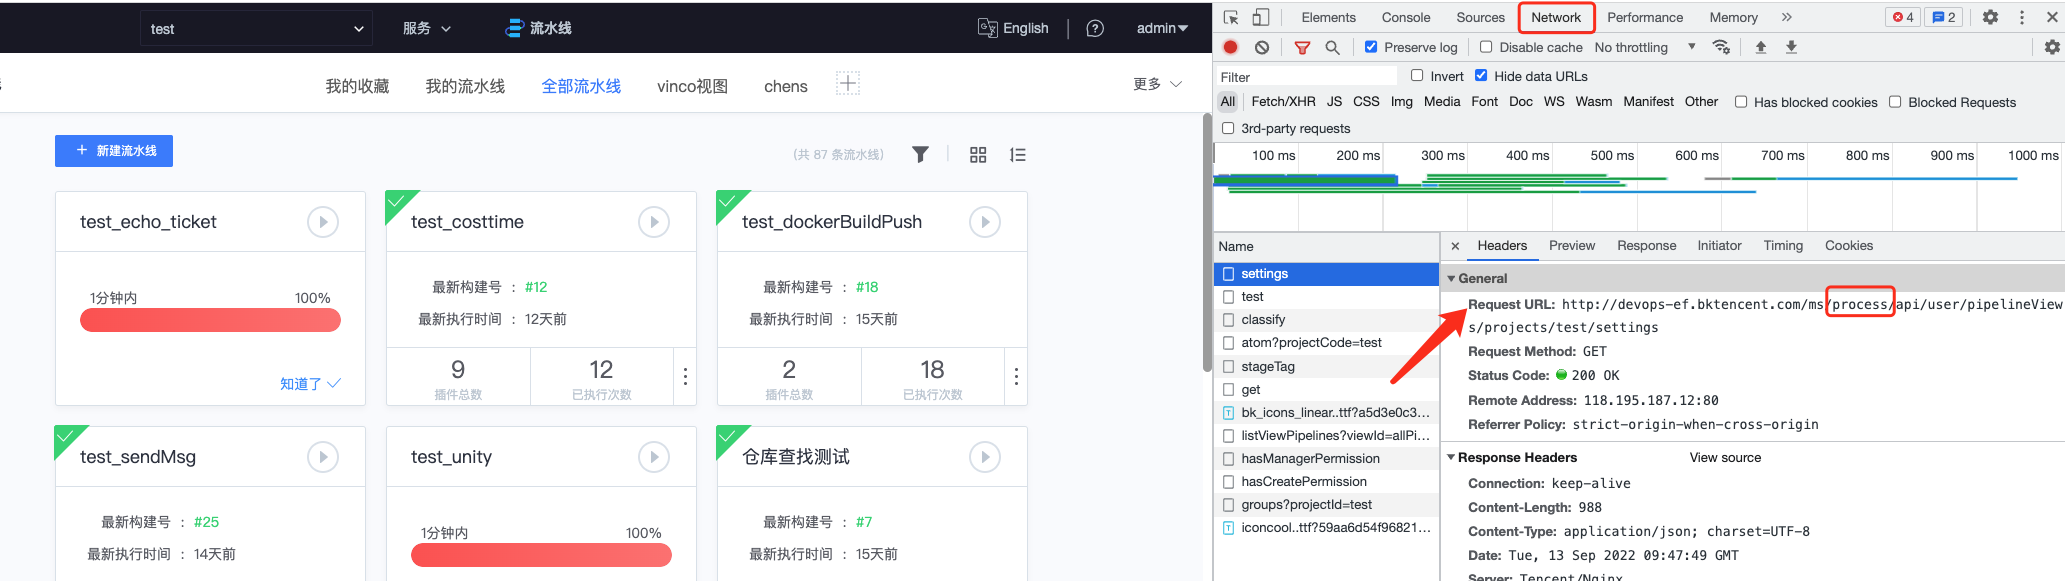 test
服务
流水线
English
admin
我的收藏
我的流水线
全部流水线
vinco视图
chens
更多
+ 新建流水线
(共 87 条流水线)
test_echo_ticket
1分钟内 100%
知道了
test_costtime
最新构建号 : #12
最新执行时间 : 12天前
9 12
插件总数 已执行次数
test_dockerBuildPush
最新构建号 : #18
最新执行时间 : 15天前
2 18
插件总数 已执行次数
test_sendMsg
最新构建号 : #25
最新执行时间 : 14天前
test_unity
1分钟内 100%
仓库查找测试
最新构建号 : #7
最新执行时间 : 15天前
Elements Console Sources Network Performance Memory » 4 2
Preserve log Disable cache No throttling
Filter Invert Hide data URLs
All Fetch/XHR JS CSS Img Media Font Doc WS Wasm Manifest Other Has blocked cookies Blocked Requests
3rd-party requests
100 ms 200 ms 300 ms 400 ms 500 ms 600 ms 700 ms 800 ms 900 ms 1000 ms
Name
settings
test
classify
atom?projectCode=test
stageTag
get
bk_icons_linear..ttf?a5d3e0c3...
listViewPipelines?viewId=allPi...
hasManagerPermission
hasCreatePermission
groups?projectId=test
iconcool..ttf?59aa6d54f96821...
× Headers Preview Response Initiator Timing Cookies
General
Request URL: http://devops-ef.bktencent.com/ms/process/api/user/pipelineView
s/projects/test/settings
Request Method: GET
Status Code: 200 OK
Remote Address: 118.195.187.12:80
Referrer Policy: strict-origin-when-cross-origin
Response Headers View source
Connection: keep-alive
Content-Length: 988
Content-Type: application/json; charset=UTF-8
Date: Tue, 13 Sep 2022 09:47:49 GMT
Server: Tencent/Nginx